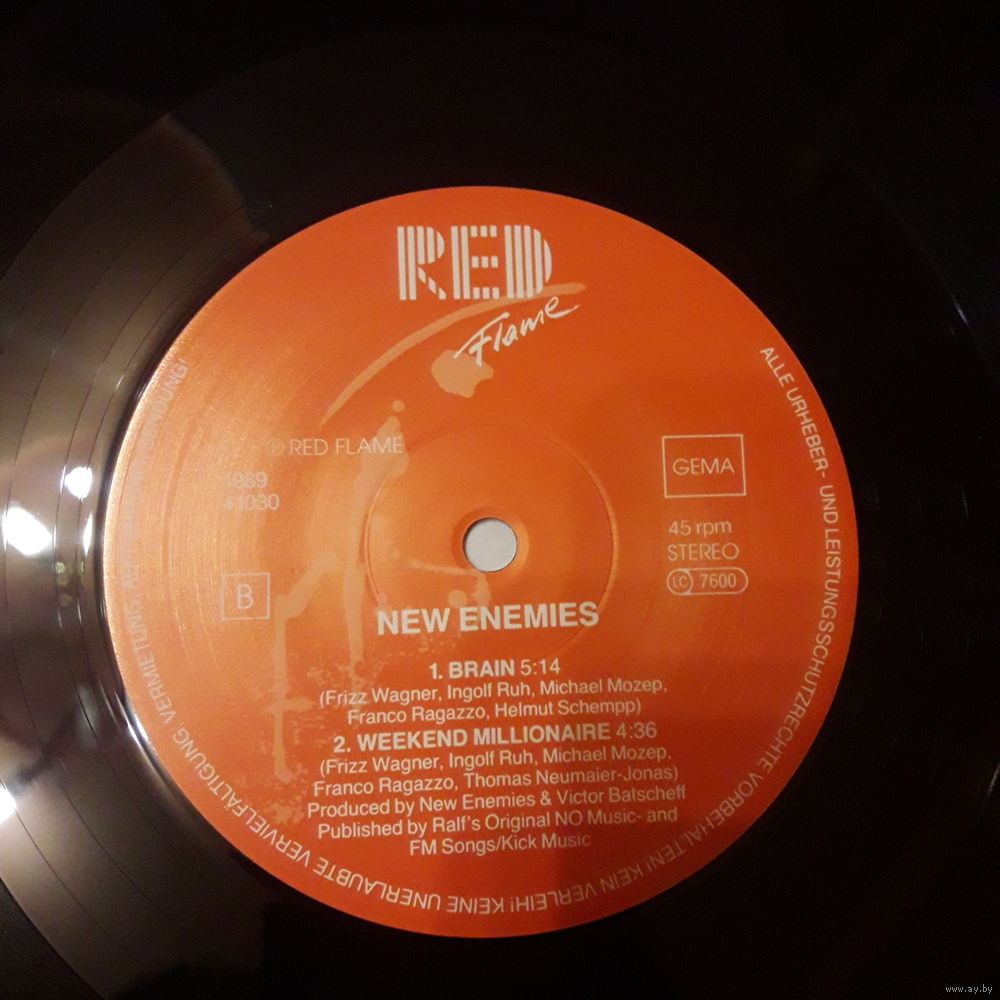 RED
Flame
℗ RED FLAME
1989
41030
GEMA
45 rpm
STEREO
LC 7600
B
NEW ENEMIES
1. BRAIN 5:14
(Frizz Wagner, Ingolf Ruh, Michael Mozep,
Franco Ragazzo, Helmut Schempp)
2. WEEKEND MILLIONAIRE 4:36
(Frizz Wagner, Ingolf Ruh, Michael Mozep,
Franco Ragazzo, Thomas Neumaier-Jonas)
Produced by New Enemies & Victor Batscheff
Published by Ralf's Original NO Music- and
FM Songs/Kick Music
ALLE URHEBER- UND LEISTUNGSSCHUTZRECHTE VORBEHALTEN! KEIN VERLEIH! KEINE UNERLAUBTE VERVIELFÄLTIGUNG, VERMIETUNG,
www.ay.by